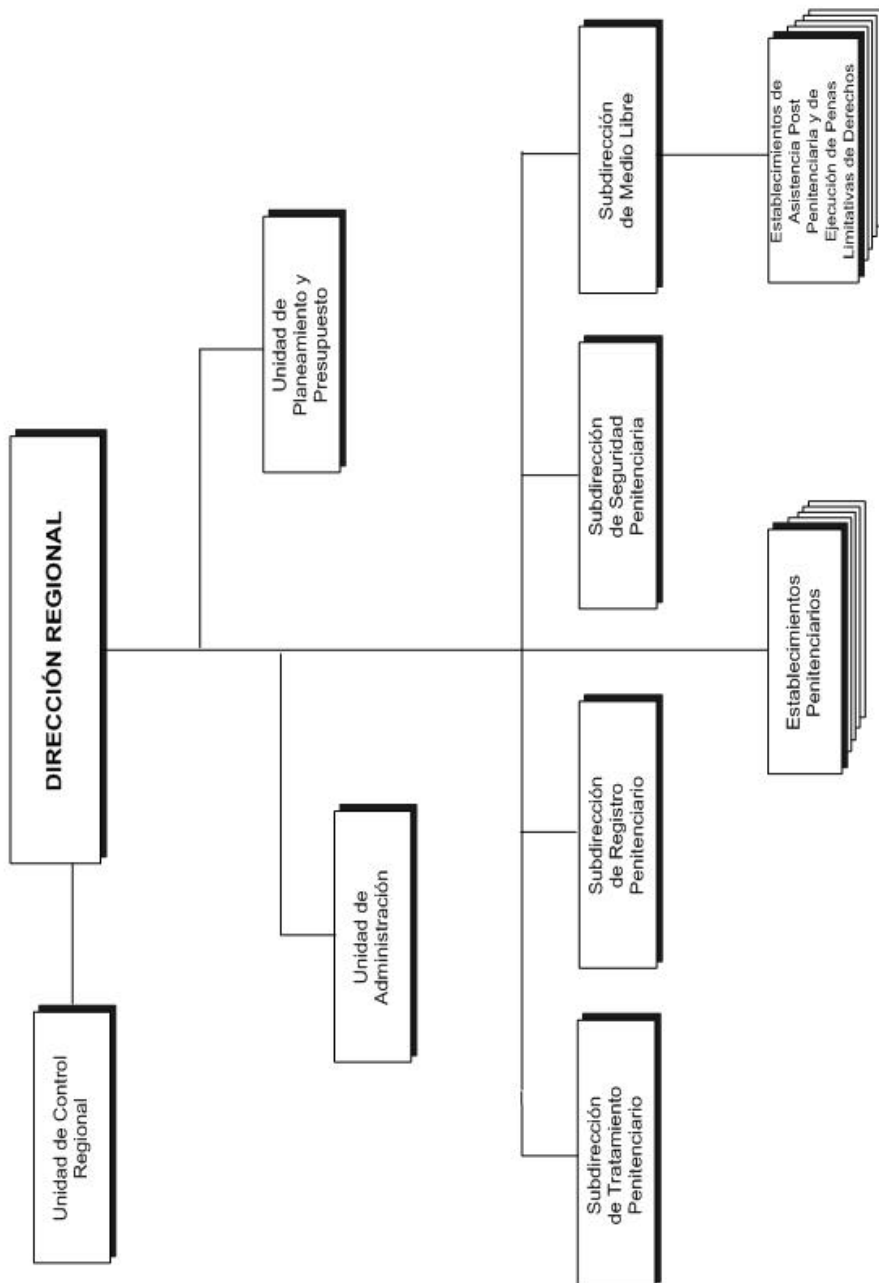 DIRECCIÓN REGIONAL
Unidad de Control
Regional
Unidad de
Planeamiento y
Presupuesto
Unidad de
Administración
Subdirección
de Tratamiento
Penitenciario
Subdirección
de Registro
Penitenciario
Subdirección
de Seguridad
Penitenciaria
Subdirección
de Medio Libre
Establecimientos
Penitenciarios
Establecimientos de
Asistencia Post
Penitenciaria y de
Ejecución de Penas
Limitativas de Derechos